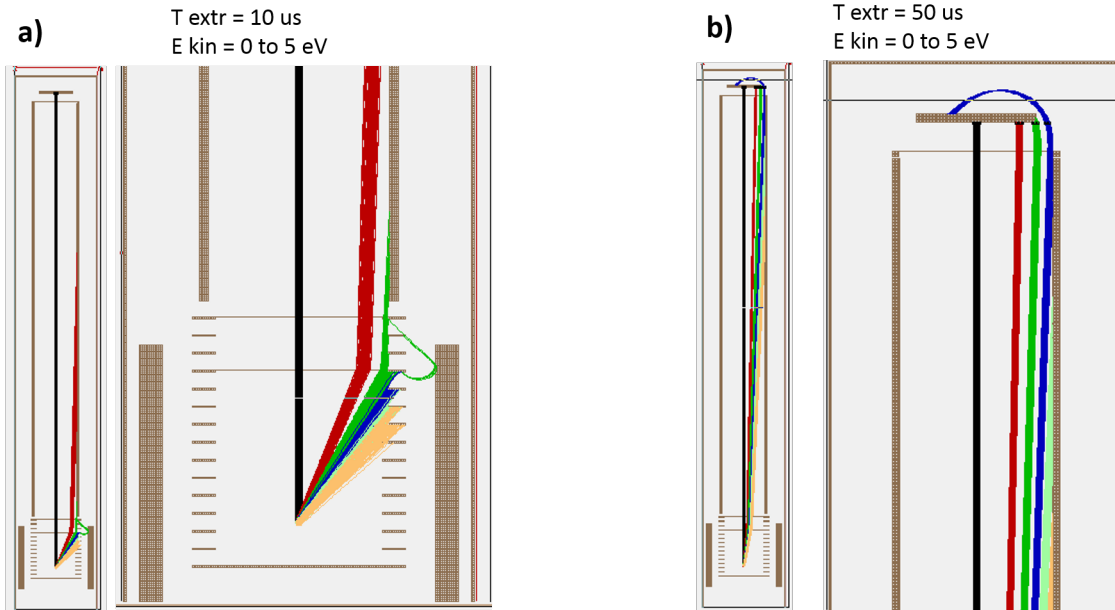 a)
T extr = 10 us
E kin = 0 to 5 eV
b)
T extr = 50 us
E kin = 0 to 5 eV